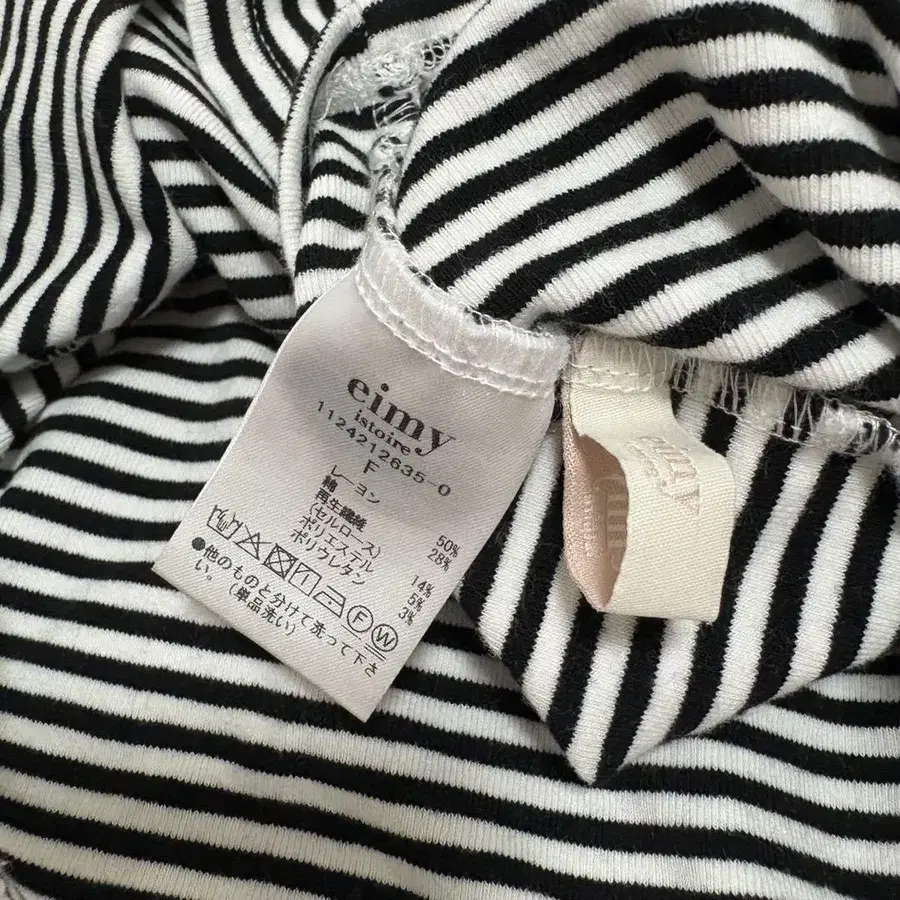 eimy
istoire
1124212635-0
F
レーヨン 50%
綿 28%
再生繊維
(セルロース) 14%
ポリエステル 5%
ポリウレタン 3%
F W
●他のものと分けて洗って下さ
い。(単品洗い)
eimy